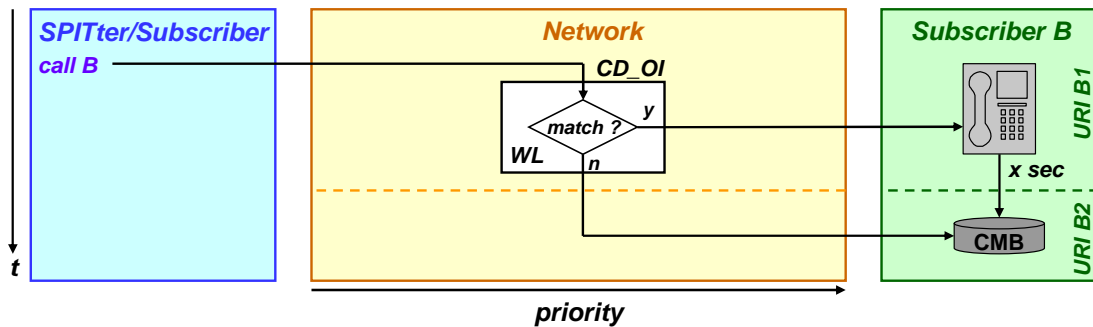 SPITter/Subscriber
Network
Subscriber B
call B
CD_OI
match ?
y
WL
n
URI B1
x sec
URI B2
CMB
t
priority